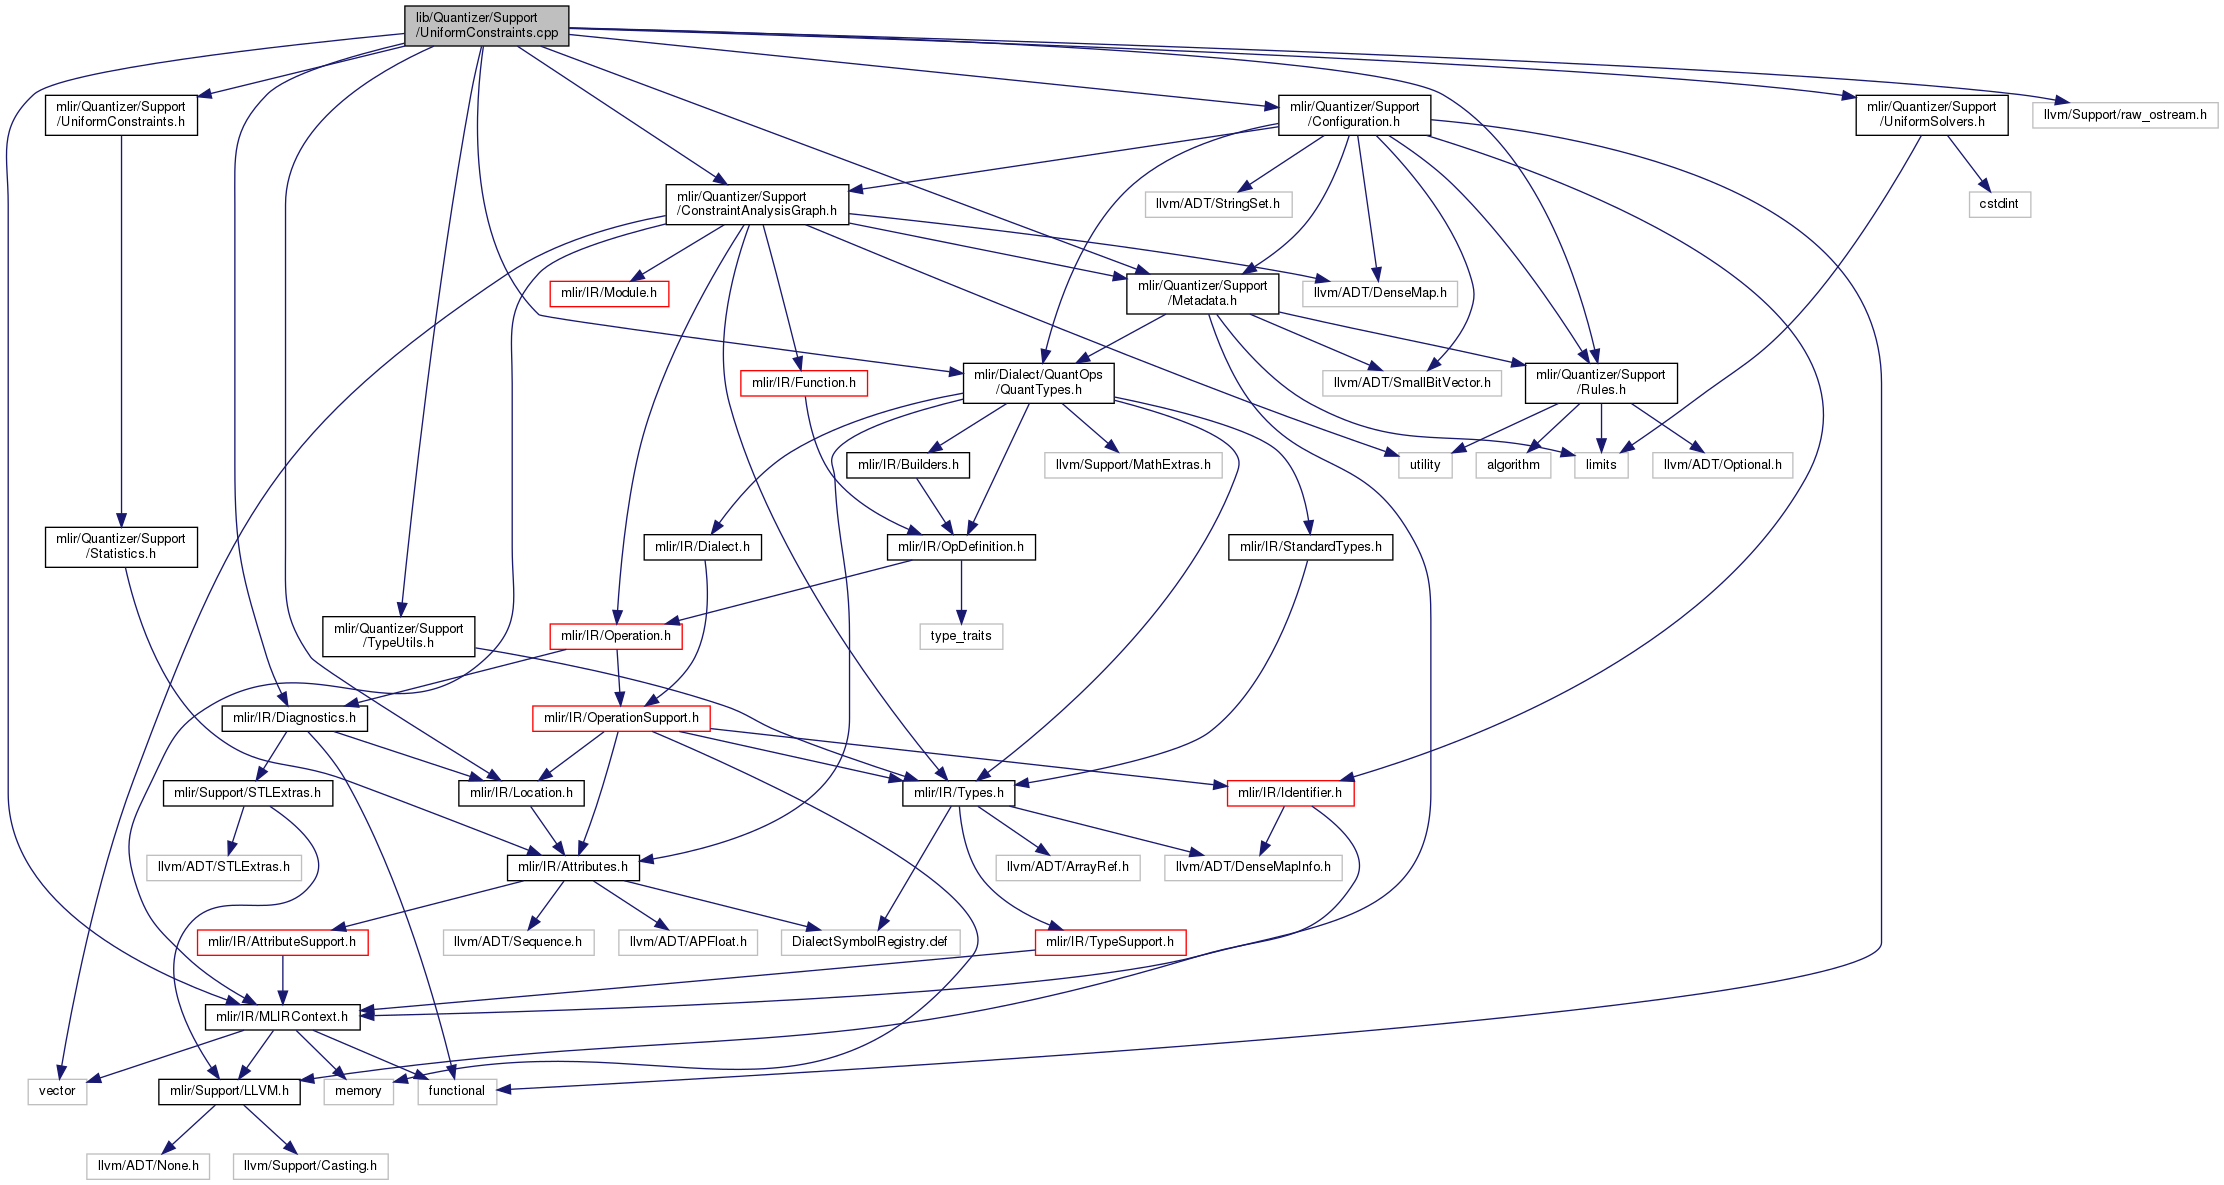 lib/Quantizer/Support
/UniformConstraints.cpp
mlir/Quantizer/Support
/UniformConstraints.h
mlir/Quantizer/Support
/Configuration.h
mlir/Quantizer/Support
/UniformSolvers.h
llvm/Support/raw_ostream.h
mlir/Quantizer/Support
/ConstraintAnalysisGraph.h
llvm/ADT/StringSet.h
cstdint
mlir/IR/Module.h
mlir/Quantizer/Support
/Metadata.h
llvm/ADT/DenseMap.h
mlir/IR/Function.h
mlir/Dialect/QuantOps
/QuantTypes.h
llvm/ADT/SmallBitVector.h
mlir/Quantizer/Support
/Rules.h
mlir/IR/Builders.h
llvm/Support/MathExtras.h
utility
algorithm
limits
llvm/ADT/Optional.h
mlir/Quantizer/Support
/Statistics.h
mlir/IR/Dialect.h
mlir/IR/OpDefinition.h
mlir/IR/StandardTypes.h
mlir/Quantizer/Support
/TypeUtils.h
mlir/IR/Operation.h
type_traits
mlir/IR/Diagnostics.h
mlir/IR/OperationSupport.h
mlir/Support/STLExtras.h
mlir/IR/Location.h
mlir/IR/Types.h
mlir/IR/Identifier.h
llvm/ADT/STLExtras.h
mlir/IR/Attributes.h
llvm/ADT/ArrayRef.h
llvm/ADT/DenseMapInfo.h
mlir/IR/AttributeSupport.h
llvm/ADT/Sequence.h
llvm/ADT/APFloat.h
DialectSymbolRegistry.def
mlir/IR/TypeSupport.h
mlir/IR/MLIRContext.h
vector
mlir/Support/LLVM.h
memory
functional
llvm/ADT/None.h
llvm/Support/Casting.h